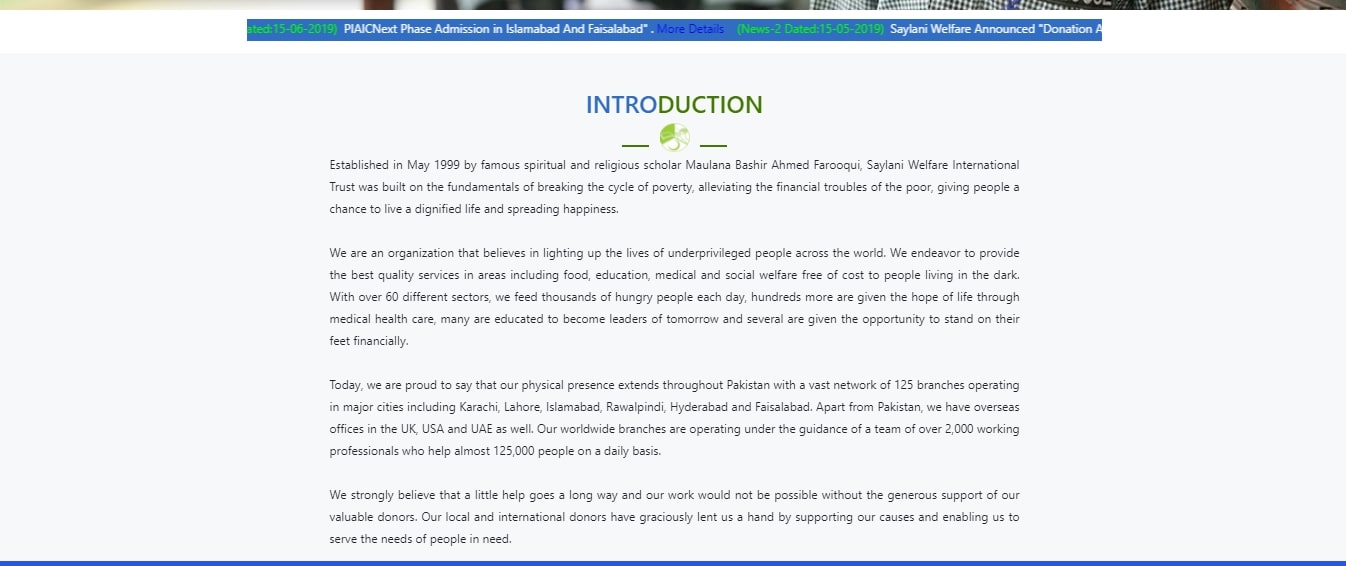 ated:15-06-2019) PIAICNext Phase Admission in Islamabad And Faisalabad" . More Details (News-2 Dated:15-05-2019) Saylani Welfare Announced "Donation A
INTRODUCTION
Established in May 1999 by famous spiritual and religious scholar Maulana Bashir Ahmed Farooqui, Saylani Welfare International
Trust was built on the fundamentals of breaking the cycle of poverty, alleviating the financial troubles of the poor, giving people a
chance to live a dignified life and spreading happiness.
We are an organization that believes in lighting up the lives of underprivileged people across the world. We endeavor to provide
the best quality services in areas including food, education, medical and social welfare free of cost to people living in the dark.
With over 60 different sectors, we feed thousands of hungry people each day, hundreds more are given the hope of life through
medical health care, many are educated to become leaders of tomorrow and several are given the opportunity to stand on their
feet financially.
Today, we are proud to say that our physical presence extends throughout Pakistan with a vast network of 125 branches operating
in major cities including Karachi, Lahore, Islamabad, Rawalpindi, Hyderabad and Faisalabad. Apart from Pakistan, we have overseas
offices in the UK, USA and UAE as well. Our worldwide branches are operating under the guidance of a team of over 2,000 working
professionals who help almost 125,000 people on a daily basis.
We strongly believe that a little help goes a long way and our work would not be possible without the generous support of our
valuable donors. Our local and international donors have graciously lent us a hand by supporting our causes and enabling us to
serve the needs of people in need.